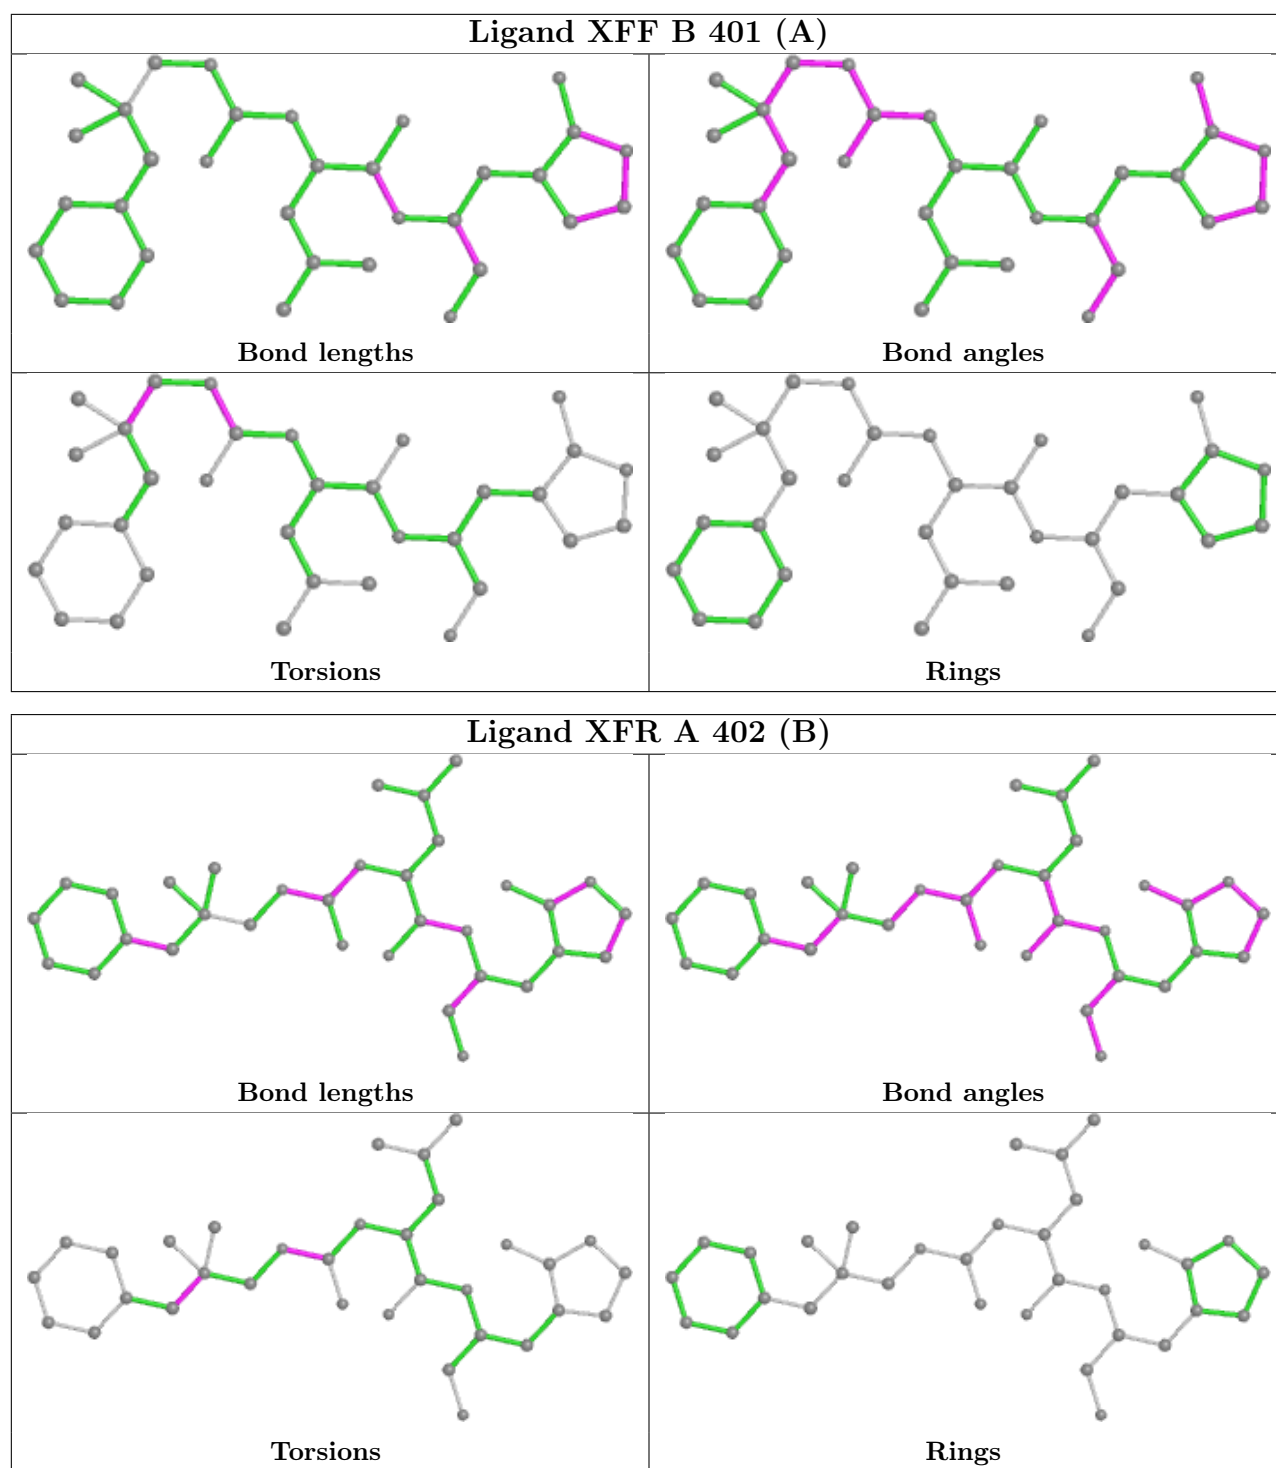 Ligand XFF B 401 (A)
Bond lengths
Bond angles
Torsions
Rings
Ligand XFR A 402 (B)
Bond lengths
Bond angles
Torsions
Rings